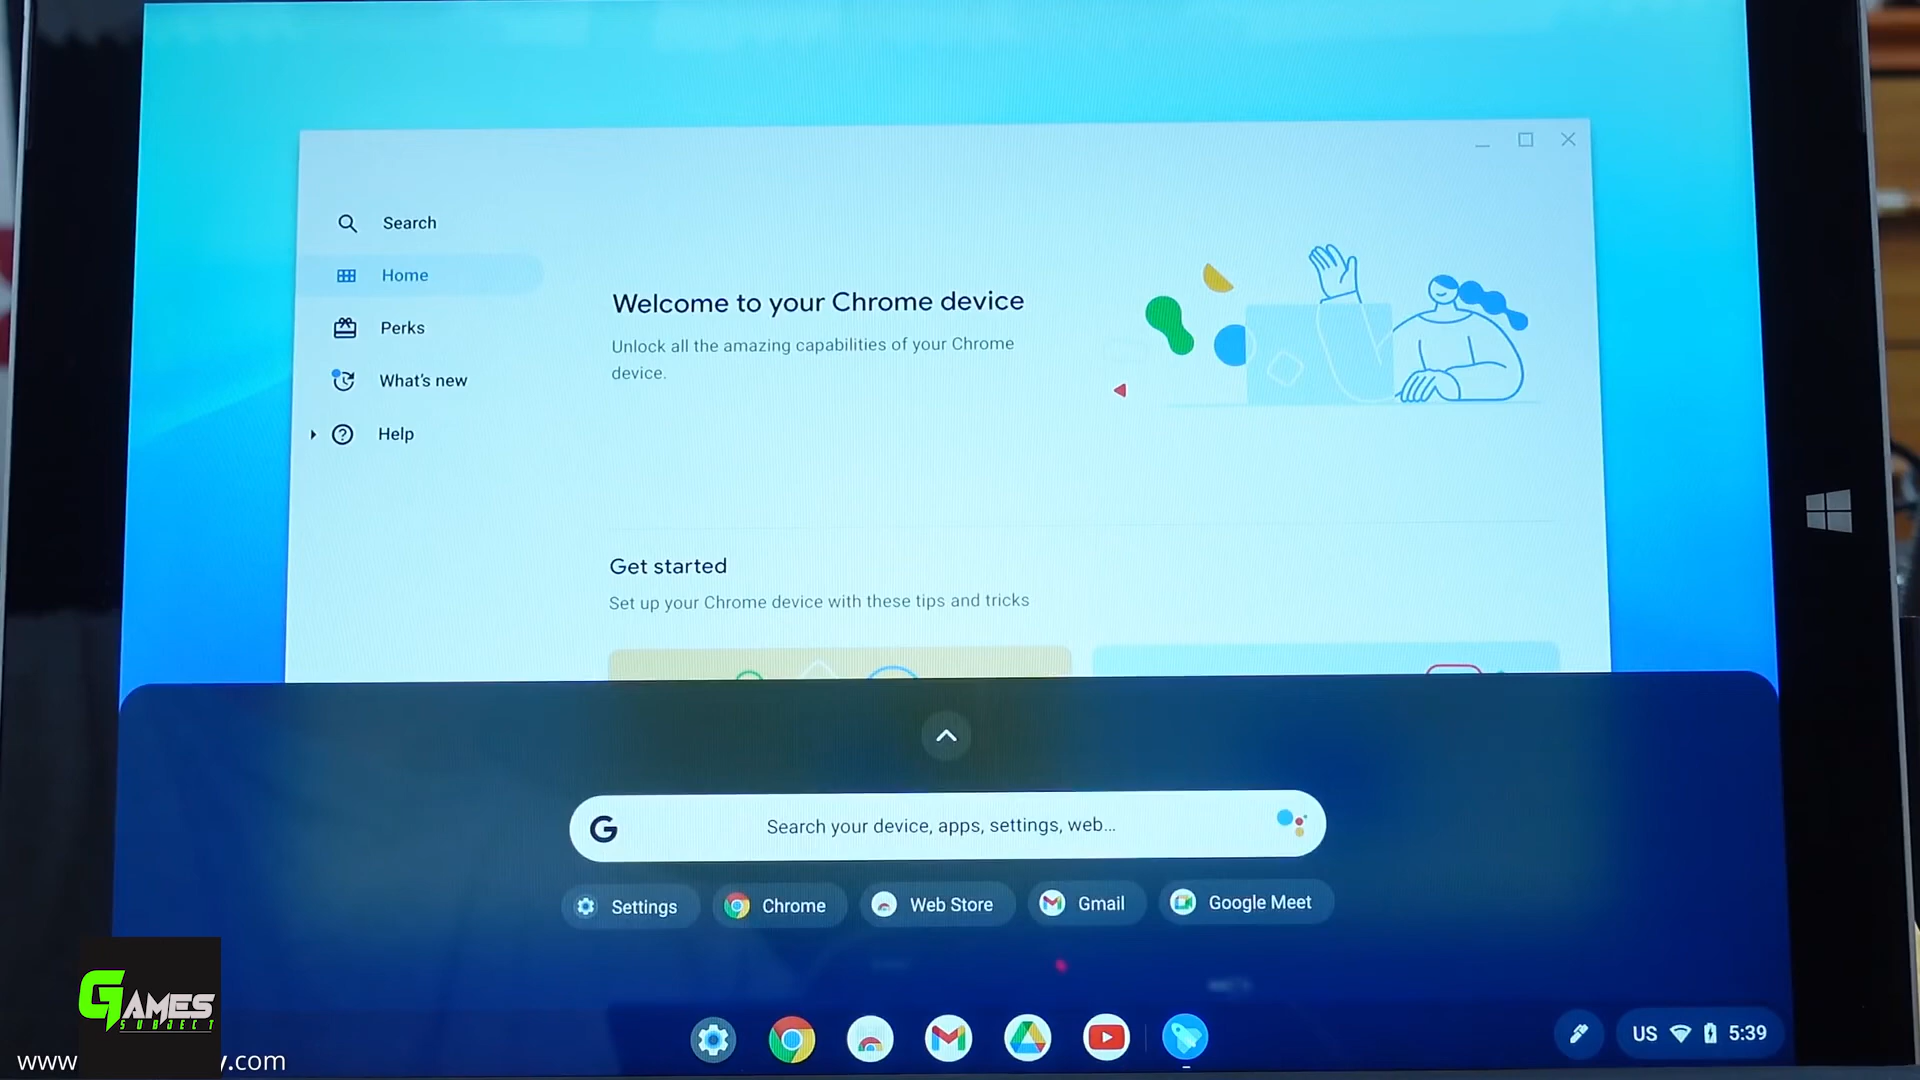 Search
Home
Perks
What's new
Help
Welcome to your Chrome device
Unlock all the amazing capabilities of your Chrome
device.
Get started
Set up your Chrome device with these tips and tricks
G
Search your device, apps, settings, web...
Settings
Chrome
Web Store
Gmail
Google Meet
US
5:39
GAMES
SUBJECT
www
y.com